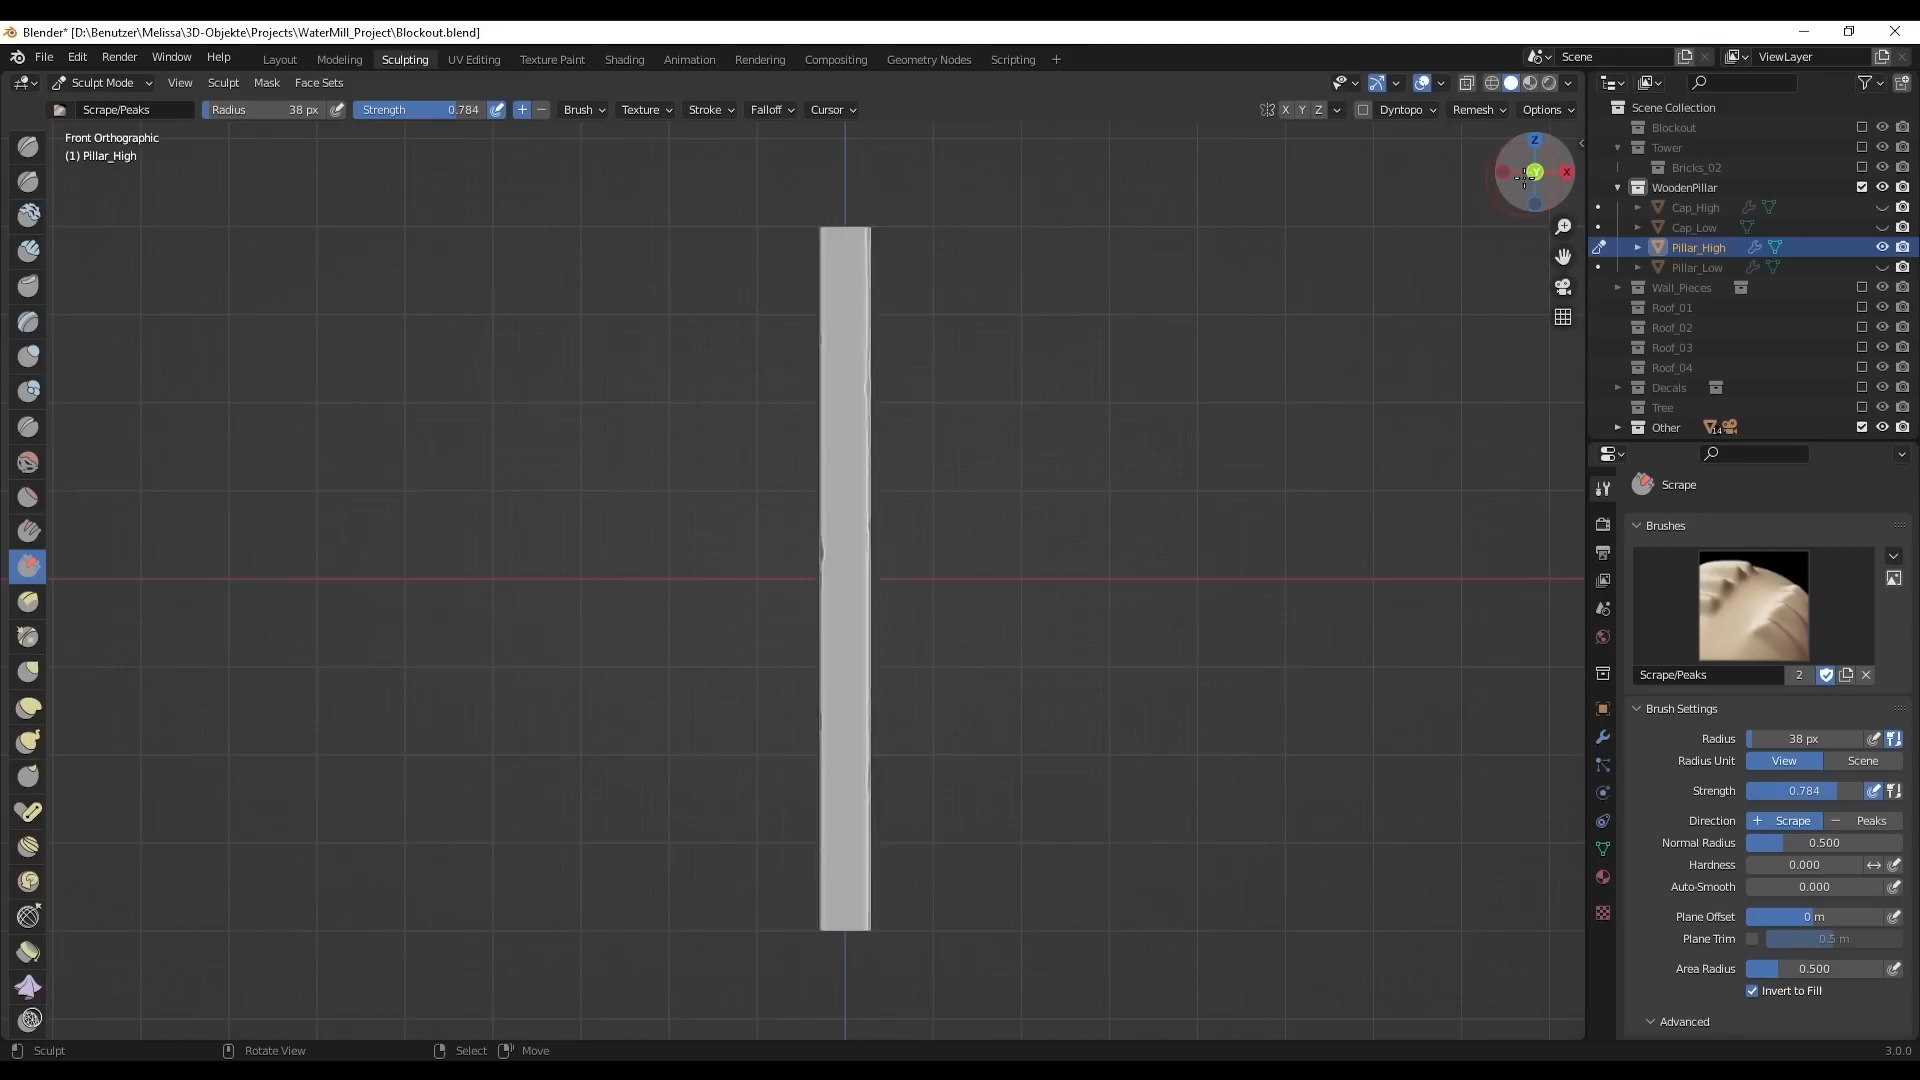 Blender* [D:\Benutzer\Melissa\3D-Objekte\Projects\WaterMill_Project\Blockout.blend]
File Edit Render Window Help Layout Modeling Sculpting UV Editing Texture Paint Shading Animation Rendering Compositing Geometry Nodes Scripting + Scene ViewLayer
Sculpt Mode View Sculpt Mask Face Sets
Scrape/Peaks Radius 38 px Strength 0.784 + − Brush Texture Stroke Falloff Cursor X Y Z Dyntopo Remesh Options
Front Orthographic
(1) Pillar_High
Z
Y
X
Scene Collection
Blockout
Tower
Bricks_02
WoodenPillar
Cap_High
Cap_Low
Pillar_High
Pillar_Low
Wall_Pieces
Roof_01
Roof_02
Roof_03
Roof_04
Decals
Tree
Other 14
Scrape
Brushes
Scrape/Peaks 2
Brush Settings
Radius 38 px
Radius Unit View Scene
Strength 0.784
Direction + Scrape − Peaks
Normal Radius 0.500
Hardness 0.000
Auto-Smooth 0.000
Plane Offset 0 m
Plane Trim 0.5 m
Area Radius 0.500
Invert to Fill
Advanced
Sculpt Rotate View Select Move 3.0.0